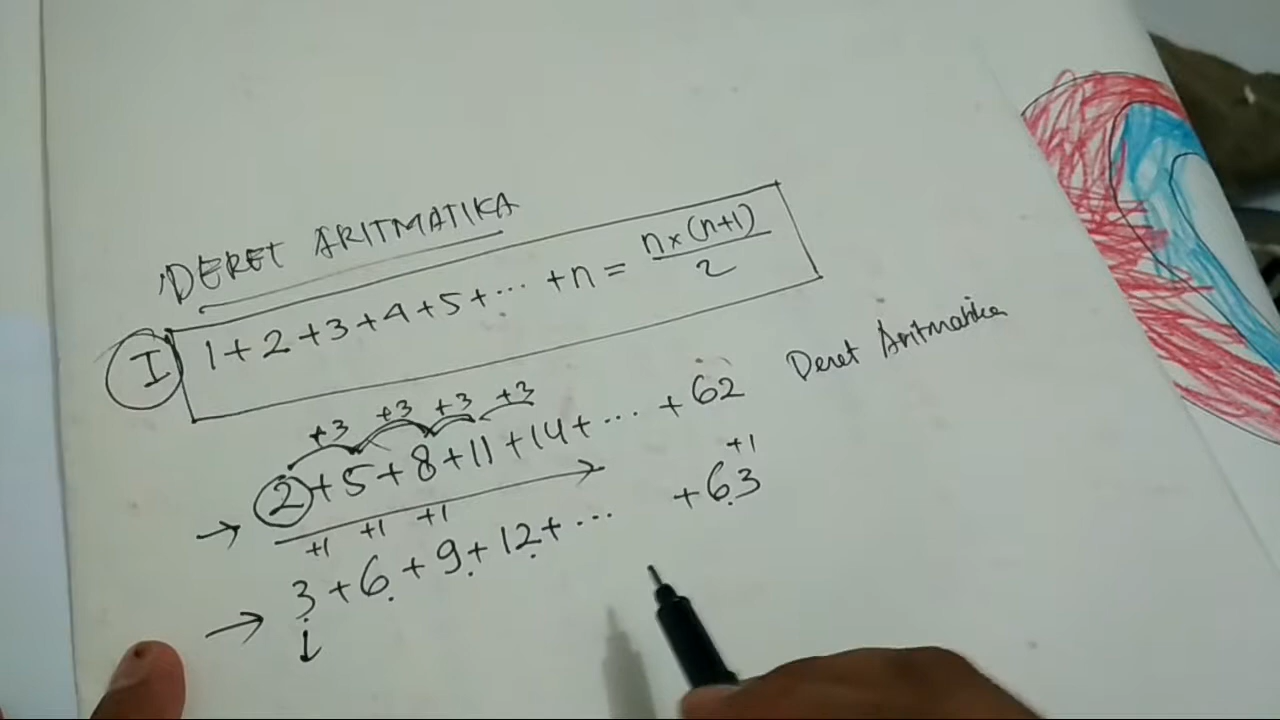 DERET ARITMATIKA
I 1+2+3+4+5+... +n = n×(n+1)/2
+3 +3 +3 +3
→ 2+5+8+11+14+... +62 Deret Aritmatika
+1 +1 +1 +1
→ 3+6+9+12+... +63
1